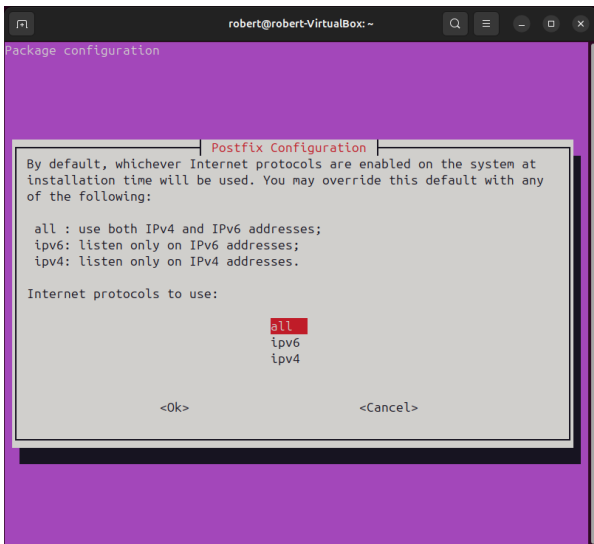 robert@robert-VirtualBox: ~
Package configuration
Postfix Configuration
By default, whichever Internet protocols are enabled on the system at
installation time will be used. You may override this default with any
of the following:
all : use both IPv4 and IPv6 addresses;
ipv6: listen only on IPv6 addresses;
ipv4: listen only on IPv4 addresses.
Internet protocols to use:
all
ipv6
ipv4
<Ok> <Cancel>